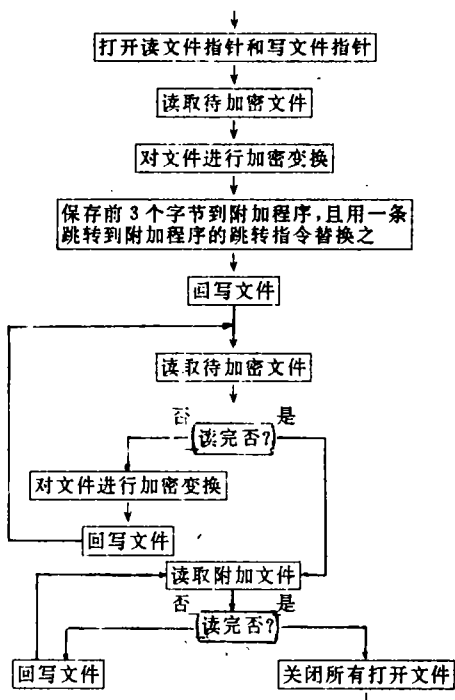 打开读文件指针和写文件指针
读取待加密文件
对文件进行加密变换
保存前 3 个字节到附加程序,且用一条
跳转到附加程序的跳转指令替换之
回写文件
读取待加密文件
否 是
读完否?
对文件进行加密变换
回写文件
读取附加文件
否 是
读完否?
回写文件
关闭所有打开文件